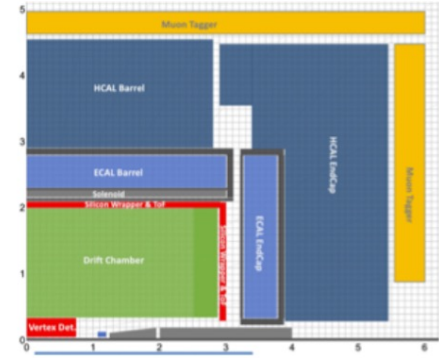 5
Muon Tagger
4
HCAL Barrel
HCAL EndCap
3
ECAL Barrel
Solenoid
2
Silicon Wrapper & Tof
Muon Tagger
ECAL EndCap
Silicon Wrapper & Tof
Drift Chamber
1
Vertex Det.
0
0 1 2 3 4 5 6